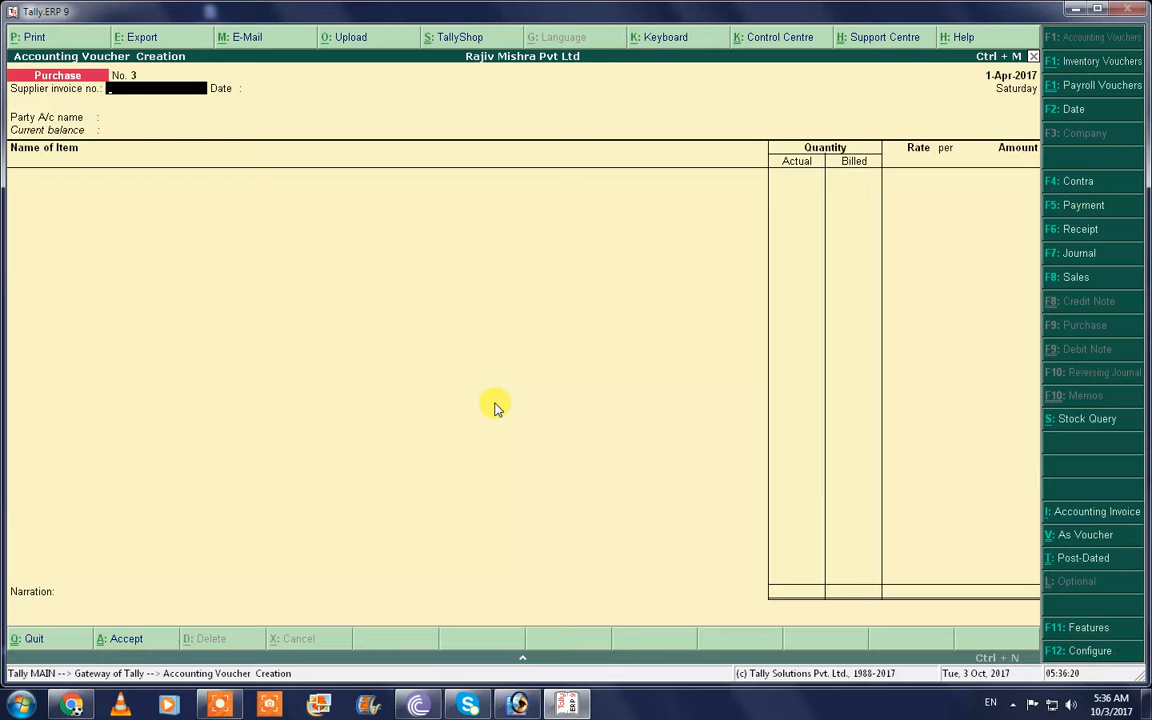 Tally.ERP 9
P: Print
E: Export
M: E-Mail
O: Upload
S: TallyShop
G: Language
K: Keyboard
K: Control Centre
H: Support Centre
H: Help
Accounting Voucher Creation
Rajiv Mishra Pvt Ltd
Ctrl + M
Purchase No. 3
1-Apr-2017
Supplier invoice no.:
Date :
Saturday
Party A/c name :
Current balance :
Name of Item
Quantity
Rate per
Amount
Actual
Billed
Narration:
F1: Accounting Vouchers
F1: Inventory Vouchers
F1: Payroll Vouchers
F2: Date
F3: Company
F4: Contra
F5: Payment
F6: Receipt
F7: Journal
F8: Sales
F8: Credit Note
F9: Purchase
F9: Debit Note
F10: Reversing Journal
F10: Memos
S: Stock Query
I: Accounting Invoice
V: As Voucher
T: Post-Dated
L: Optional
F11: Features
F12: Configure
Q: Quit
A: Accept
D: Delete
X: Cancel
Ctrl + N
Tally MAIN --> Gateway of Tally --> Accounting Voucher Creation
(c) Tally Solutions Pvt. Ltd., 1988-2017
Tue, 3 Oct, 2017
05:36:20
EN
5:36 AM
10/3/2017